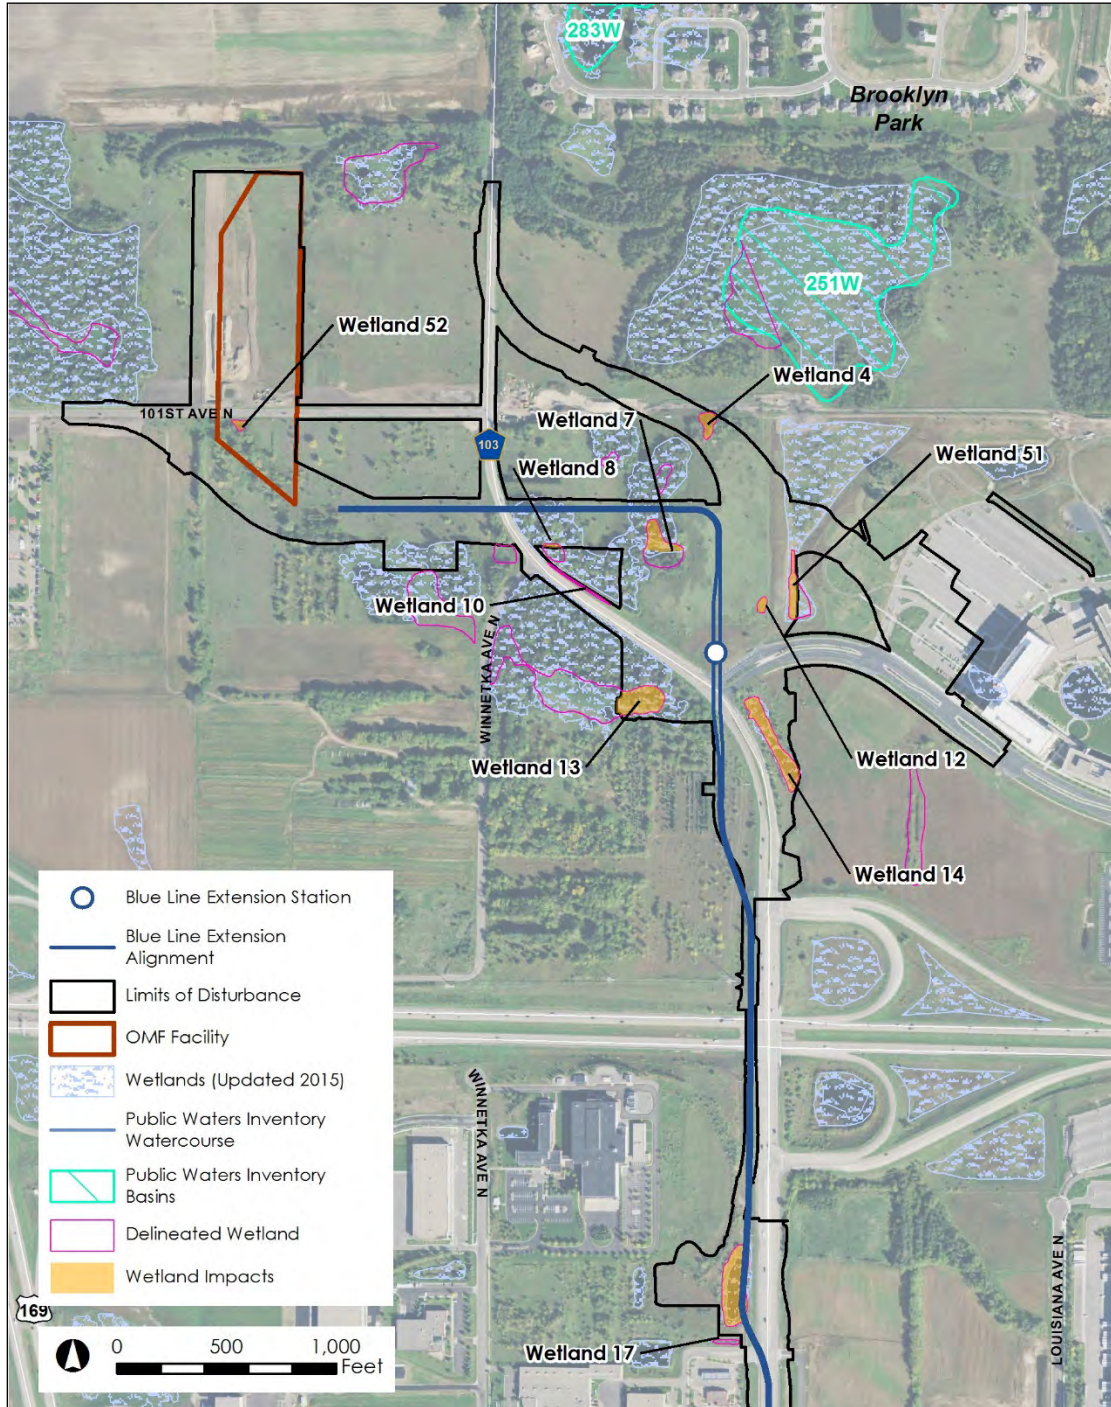 283W
Brooklyn
Park
251W
Wetland 52
Wetland 4
101ST AVE N
Wetland 7
103
Wetland 8
Wetland 51
Wetland 10
WINNETKA AVE N
Wetland 13
Wetland 12
Wetland 14
Blue Line Extension Station
Blue Line Extension
Alignment
Limits of Disturbance
OMF Facility
Wetlands (Updated 2015)
Public Waters Inventory
Watercourse
Public Waters Inventory
Basins
Delineated Wetland
Wetland Impacts
WINNETKA AVE N
LOUISIANA AVE N
169
Wetland 17
0 500 1,000
Feet